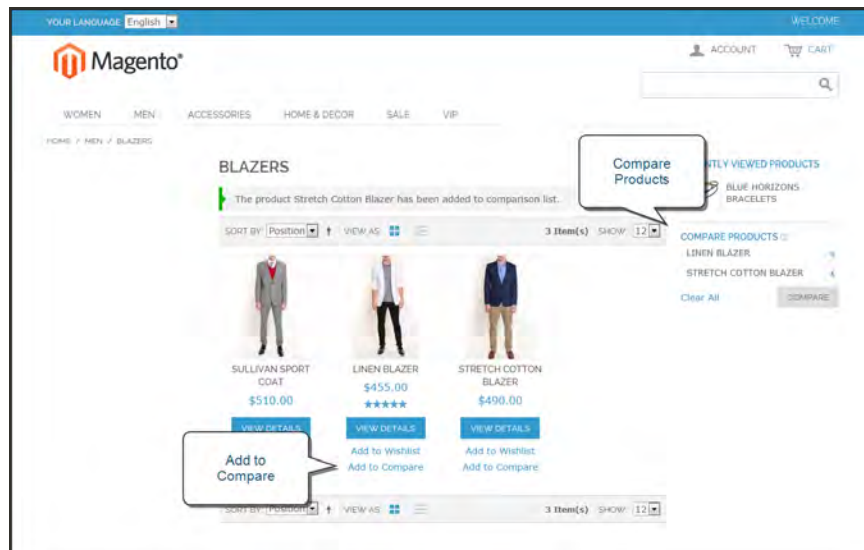 YOUR LANGUAGE English
WELCOME
Magento®
ACCOUNT
CART
WOMEN MEN ACCESSORIES HOME & DECOR SALE VIP
HOME / MEN / BLAZERS
BLAZERS
Compare
Products
NTLY VIEWED PRODUCTS
BLUE HORIZONS
BRACELETS
The product Stretch Cotton Blazer has been added to comparison list.
SORT BY Position VIEW AS 3 Item(s) SHOW 12
COMPARE PRODUCTS
LINEN BLAZER
STRETCH COTTON BLAZER
Clear All COMPARE
SULLIVAN SPORT
COAT
$510.00
VIEW DETAILS
LINEN BLAZER
$455.00
VIEW DETAILS
Add to Wishlist
Add to Compare
STRETCH COTTON
BLAZER
$490.00
VIEW DETAILS
Add to Wishlist
Add to Compare
Add to
Compare
SORT BY Position VIEW AS 3 Item(s) SHOW 12